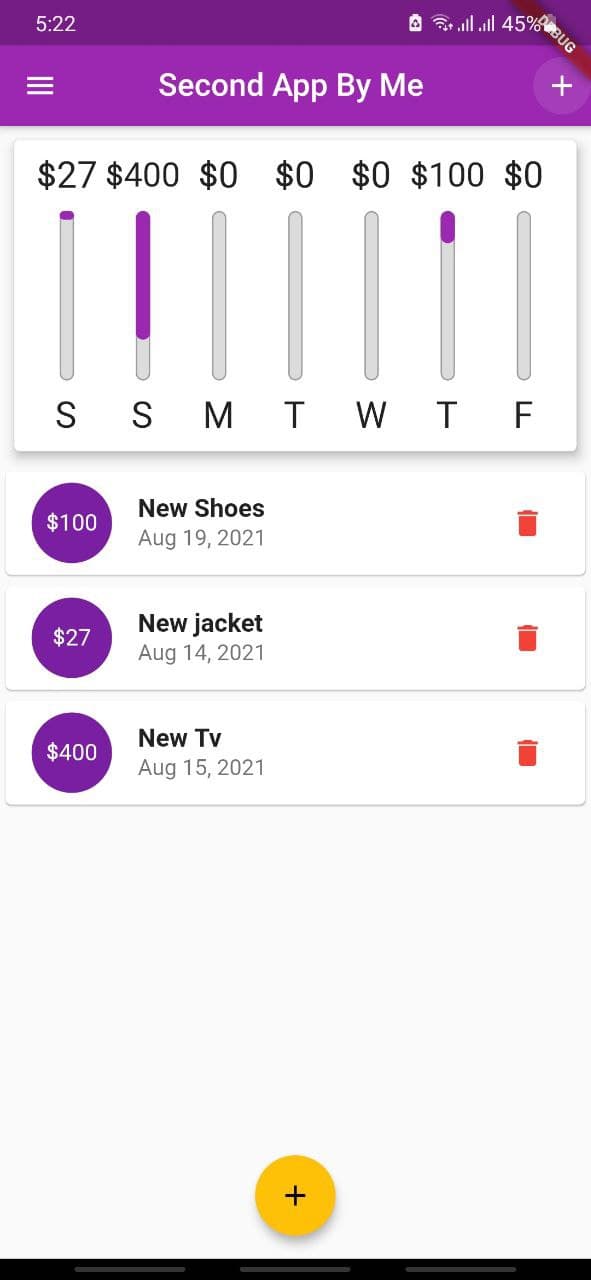 5:22 45%
DEBUG
Second App By Me
$27 $400 $0 $0 $0 $100 $0
S S M T W T F
$100
New Shoes
Aug 19, 2021
$27
New jacket
Aug 14, 2021
$400
New Tv
Aug 15, 2021